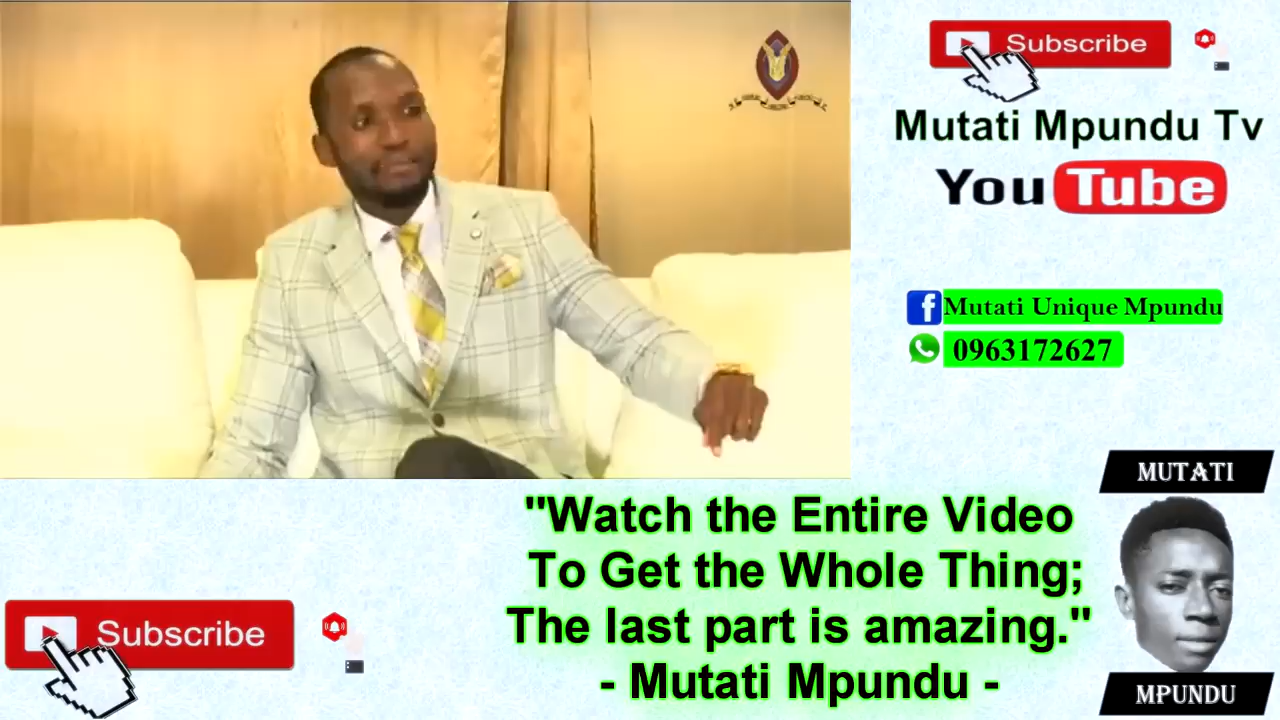 Subscribe
Mutati Mpundu Tv
YouTube
f Mutati Unique Mpundu
0963172627
MUTATI
"Watch the Entire Video
To Get the Whole Thing;
The last part is amazing."
- Mutati Mpundu -
Subscribe
MPUNDU